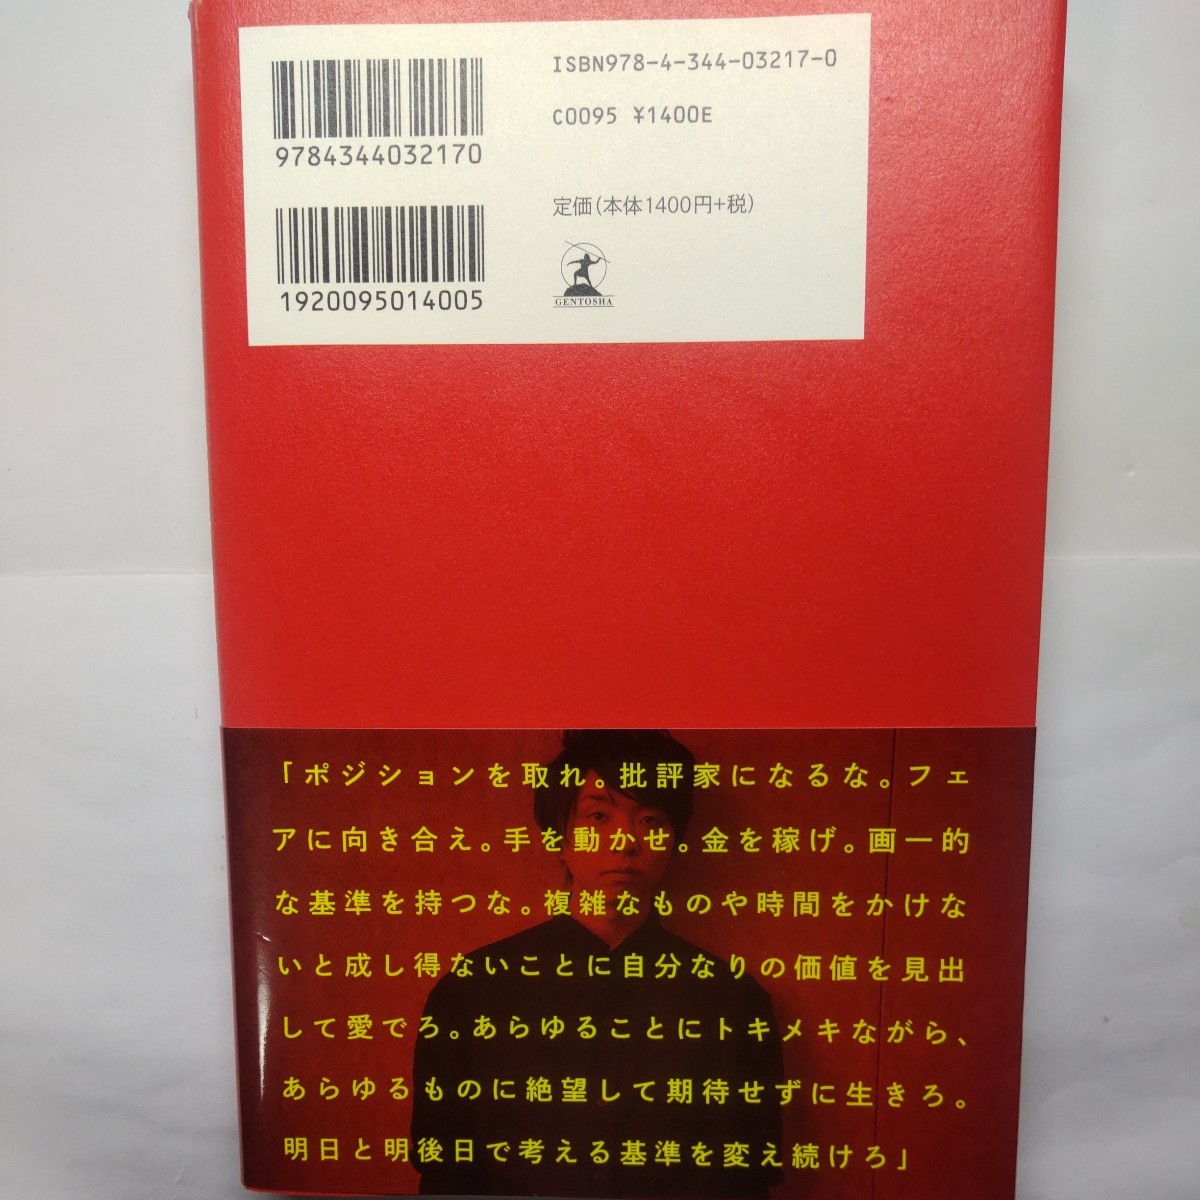 ISBN978-4-344-03217-0
C0095 ¥1400E
9784344032170
定価(本体1400円+税)
1920095014005
GENTOSHA
「ポジションを取れ。批評家になるな。フェ
アに向き合え。手を動かせ。金を稼げ。画一的
な基準を持つな。複雑なものや時間をかけな
いと成し得ないことに自分なりの価値を見出
して愛でろ。あらゆることにトキメキながら、
あらゆるものに絶望して期待せずに生きろ。
明日と明後日で考える基準を変え続けろ」